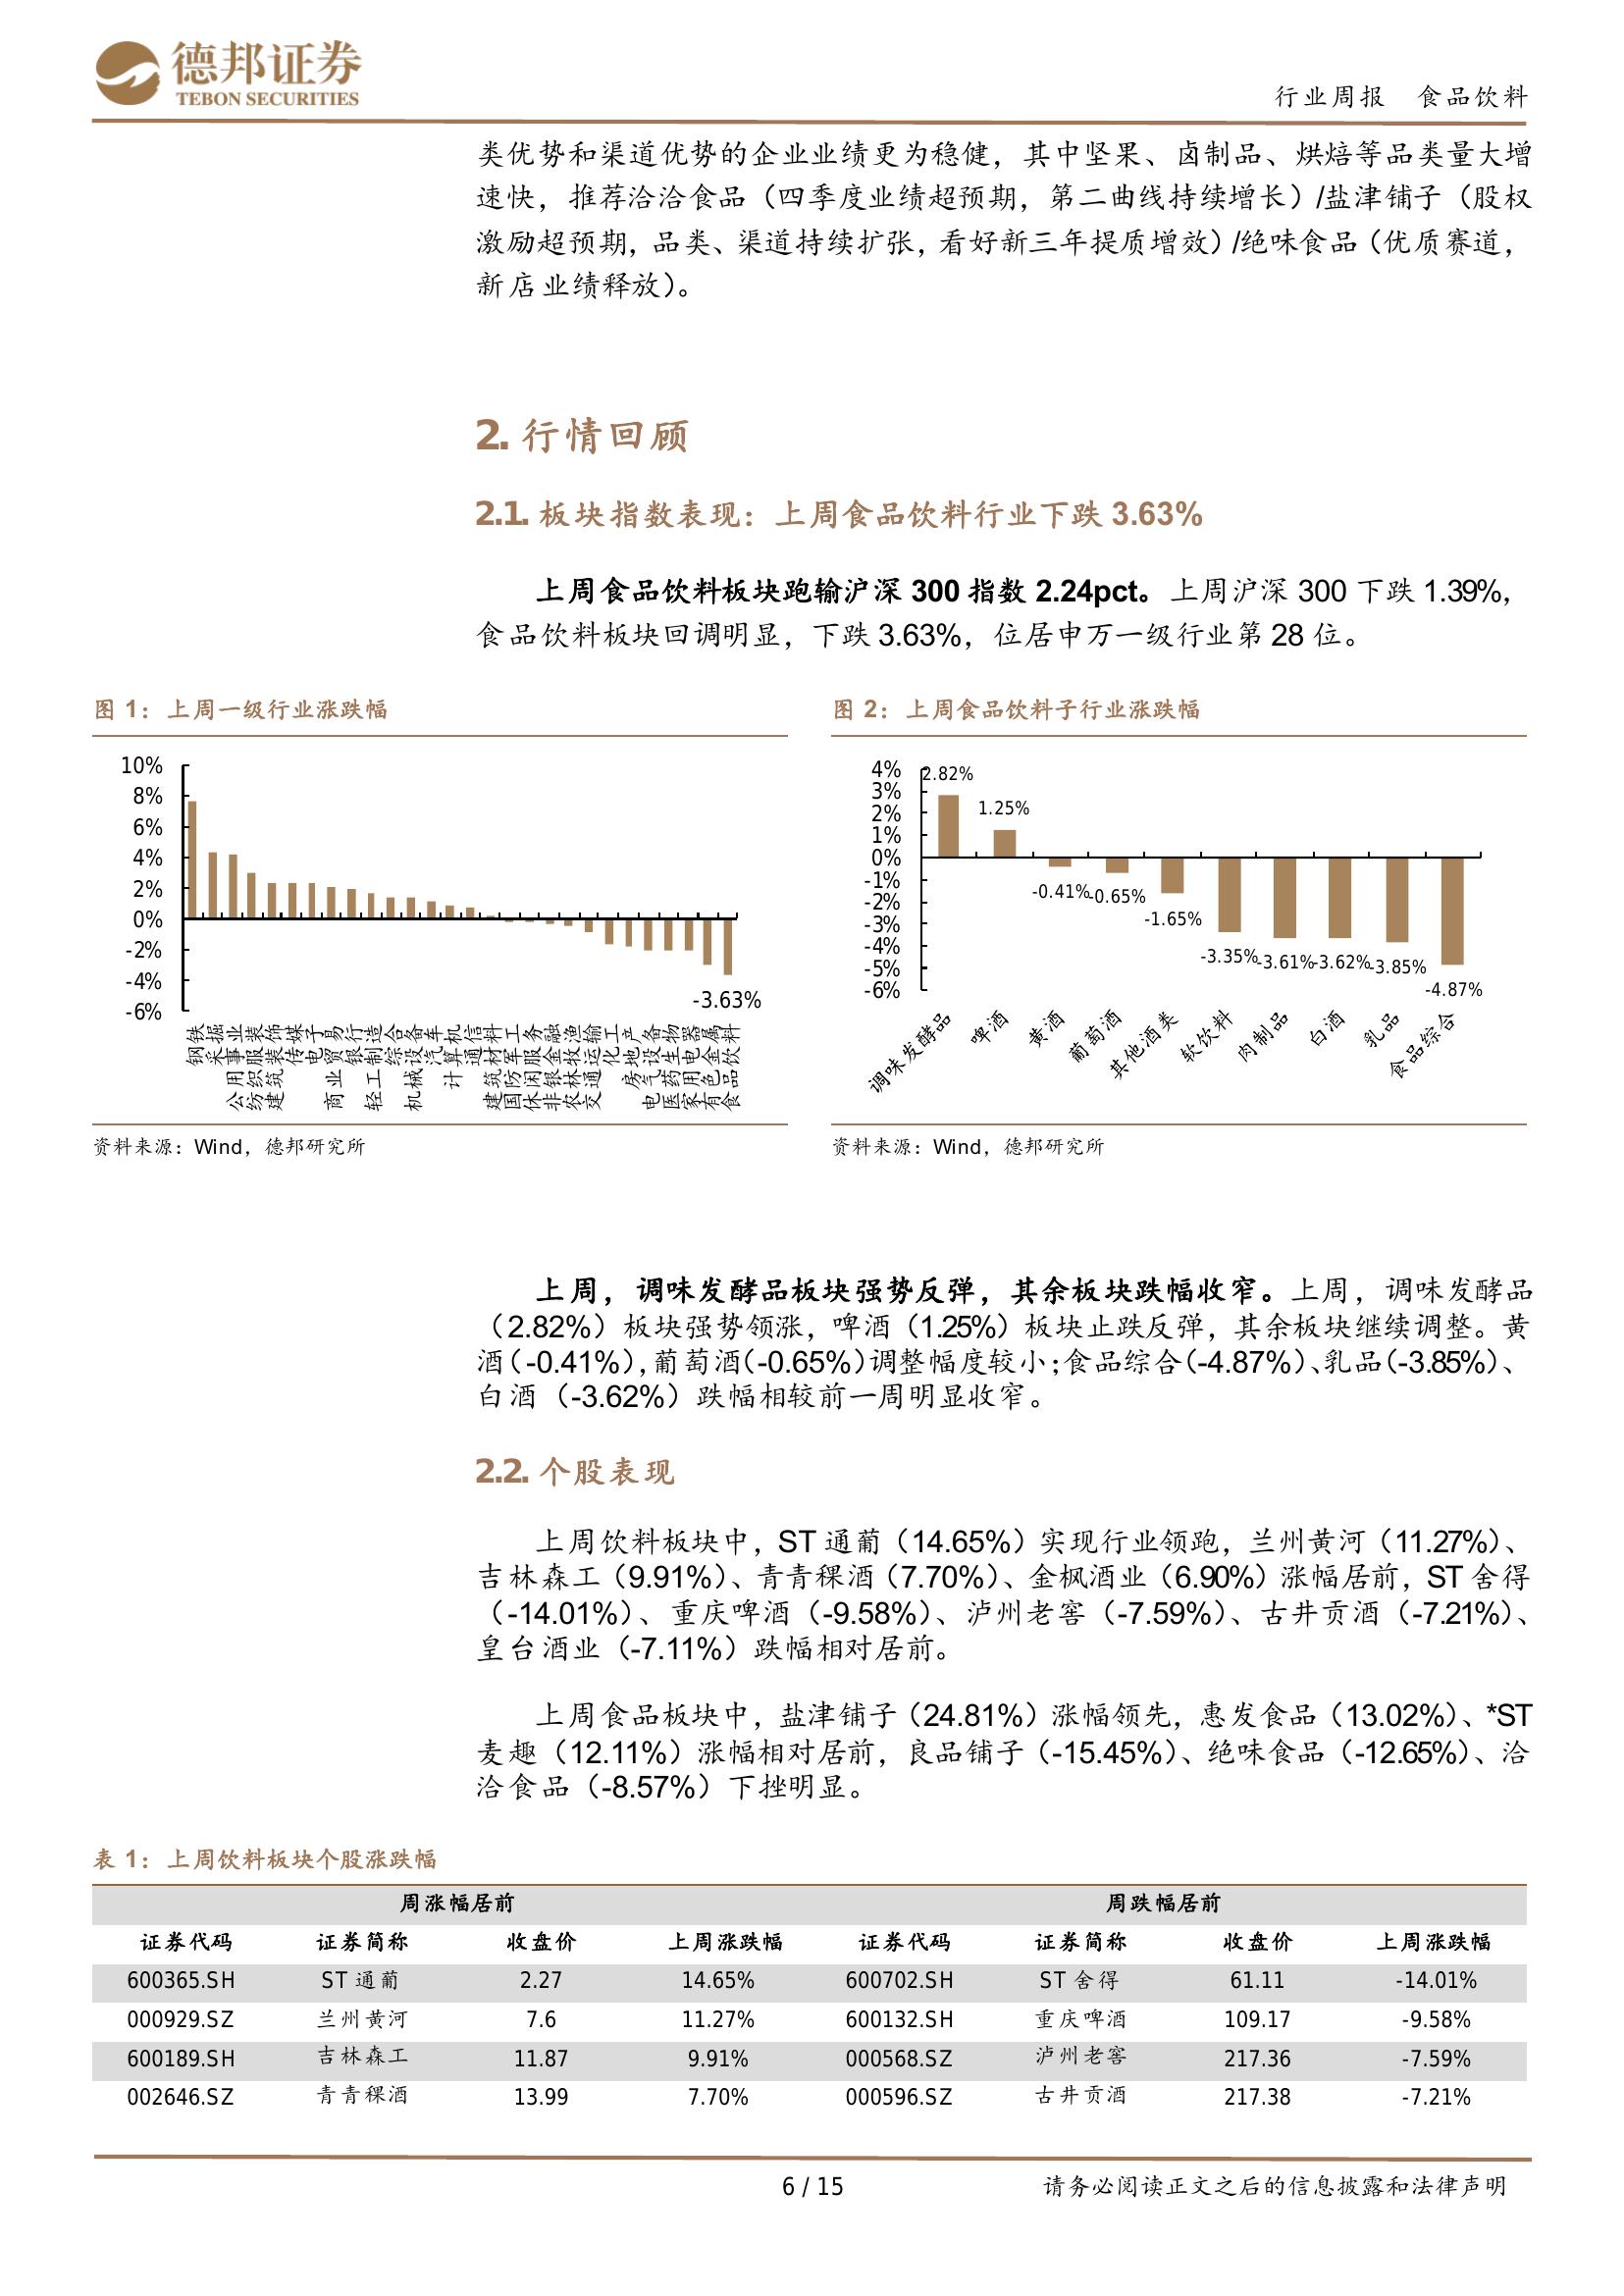 德邦证券
TEBON SECURITIES
行业周报 食品饮料
类优势和渠道优势的企业业绩更为稳健，其中坚果、卤制品、烘焙等品类量大增
速快，推荐洽洽食品（四季度业绩超预期，第二曲线持续增长）/盐津铺子（股权
激励超预期，品类、渠道持续扩张，看好新三年提质增效）/绝味食品（优质赛道，
新店业绩释放）。
2. 行情回顾
2.1. 板块指数表现：上周食品饮料行业下跌 3.63%
上周食品饮料板块跑输沪深 300 指数 2.24pct。上周沪深 300 下跌 1.39%，
食品饮料板块回调明显，下跌 3.63%，位居申万一级行业第 28 位。
图 1：上周一级行业涨跌幅
10%
8%
6%
4%
2%
0%
-2%
-4%
-6%
-3.63%
钢铁
采掘
公用事业
纺织服装
建筑装饰
传媒
电子
商业贸易
银行
轻工制造
综合
机械设备
汽车
计算机
通信
建筑材料
国防军工
休闲服务
非银金融
农林牧渔
交通运输
化工
房地产
电气设备
医药生物
家用电器
有色金属
食品饮料
资料来源：Wind，德邦研究所
图 2：上周食品饮料子行业涨跌幅
4%
3%
2%
1%
0%
-1%
-2%
-3%
-4%
-5%
-6%
2.82%
1.25%
-0.41%
-0.65%
-1.65%
-3.35%
-3.61%
-3.62%
-3.85%
-4.87%
调味发酵品
啤酒
黄酒
葡萄酒
其他酒类
软饮料
肉制品
白酒
乳品
食品综合
资料来源：Wind，德邦研究所
上周，调味发酵品板块强势反弹，其余板块跌幅收窄。上周，调味发酵品
（2.82%）板块强势领涨，啤酒（1.25%）板块止跌反弹，其余板块继续调整。黄
酒(-0.41%),葡萄酒(-0.65%)调整幅度较小;食品综合(-4.87%)、乳品(-3.85%)、
白酒（-3.62%）跌幅相较前一周明显收窄。
2.2. 个股表现
上周饮料板块中，ST 通葡（14.65%）实现行业领跑，兰州黄河（11.27%）、
吉林森工（9.91%）、青青稞酒（7.70%）、金枫酒业（6.90%）涨幅居前，ST 舍得
（-14.01%）、重庆啤酒（-9.58%）、泸州老窖（-7.59%）、古井贡酒（-7.21%）、
皇台酒业（-7.11%）跌幅相对居前。
上周食品板块中，盐津铺子（24.81%）涨幅领先，惠发食品（13.02%）、*ST
麦趣（12.11%）涨幅相对居前，良品铺子（-15.45%）、绝味食品（-12.65%）、洽
洽食品（-8.57%）下挫明显。
表 1：上周饮料板块个股涨跌幅
周涨幅居前 周跌幅居前
证券代码 证券简称 收盘价 上周涨跌幅 证券代码 证券简称 收盘价 上周涨跌幅
600365.SH ST 通葡 2.27 14.65% 600702.SH ST 舍得 61.11 -14.01%
000929.SZ 兰州黄河 7.6 11.27% 600132.SH 重庆啤酒 109.17 -9.58%
600189.SH 吉林森工 11.87 9.91% 000568.SZ 泸州老窖 217.36 -7.59%
002646.SZ 青青稞酒 13.99 7.70% 000596.SZ 古井贡酒 217.38 -7.21%
6 / 15
请务必阅读正文之后的信息披露和法律声明